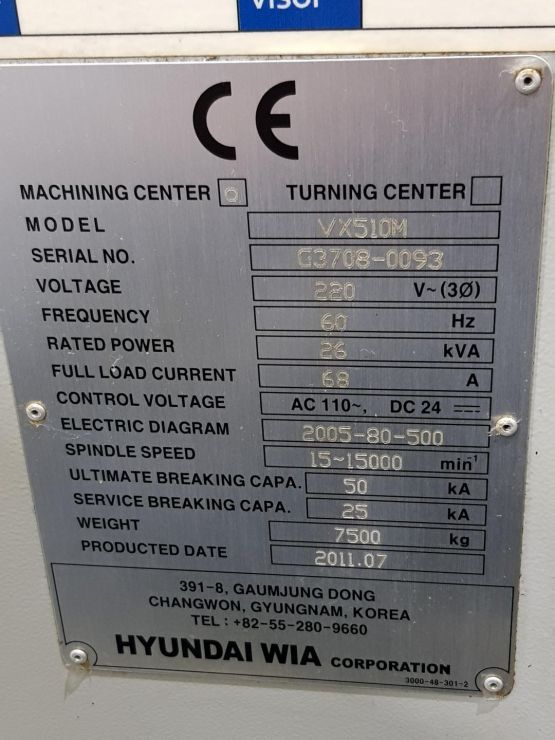 VISOR
CE
MACHINING CENTER O TURNING CENTER
MODEL VX510M
SERIAL NO. G3708-0093
VOLTAGE 220 V~(3Ø)
FREQUENCY 60 Hz
RATED POWER 26 kVA
FULL LOAD CURRENT 68 A
CONTROL VOLTAGE AC 110~, DC 24 ⎓
ELECTRIC DIAGRAM 2005-80-500
SPINDLE SPEED 15~15000 min⁻¹
ULTIMATE BREAKING CAPA. 50 kA
SERVICE BREAKING CAPA. 25 kA
WEIGHT 7500 kg
PRODUCTED DATE 2011.07
391-8, GAUMJUNG DONG
CHANGWON, GYUNGNAM, KOREA
TEL : +82-55-280-9660
HYUNDAI WIA CORPORATION
3000-48-301-2